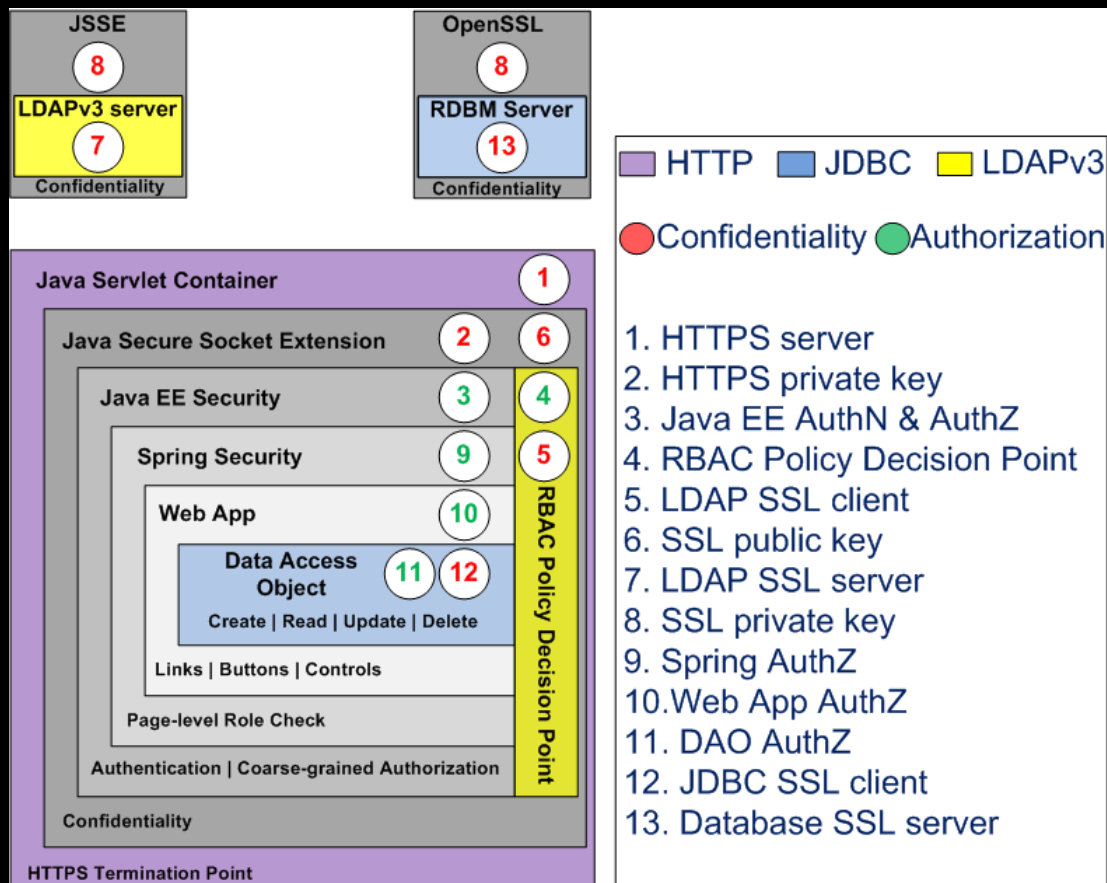 JSSE
8
LDAPv3 server
7
Confidentiality
OpenSSL
8
RDBM Server
13
Confidentiality
Java Servlet Container
1
Java Secure Socket Extension
2
6
Java EE Security
3
4
Spring Security
9
5
Web App
10
RBAC Policy Decision Point
Data Access
Object
11
12
Create | Read | Update | Delete
Links | Buttons | Controls
Page-level Role Check
Authentication | Coarse-grained Authorization
Confidentiality
HTTPS Termination Point
HTTP JDBC LDAPv3
Confidentiality Authorization
1. HTTPS server
2. HTTPS private key
3. Java EE AuthN & AuthZ
4. RBAC Policy Decision Point
5. LDAP SSL client
6. SSL public key
7. LDAP SSL server
8. SSL private key
9. Spring AuthZ
10.Web App AuthZ
11. DAO AuthZ
12. JDBC SSL client
13. Database SSL server